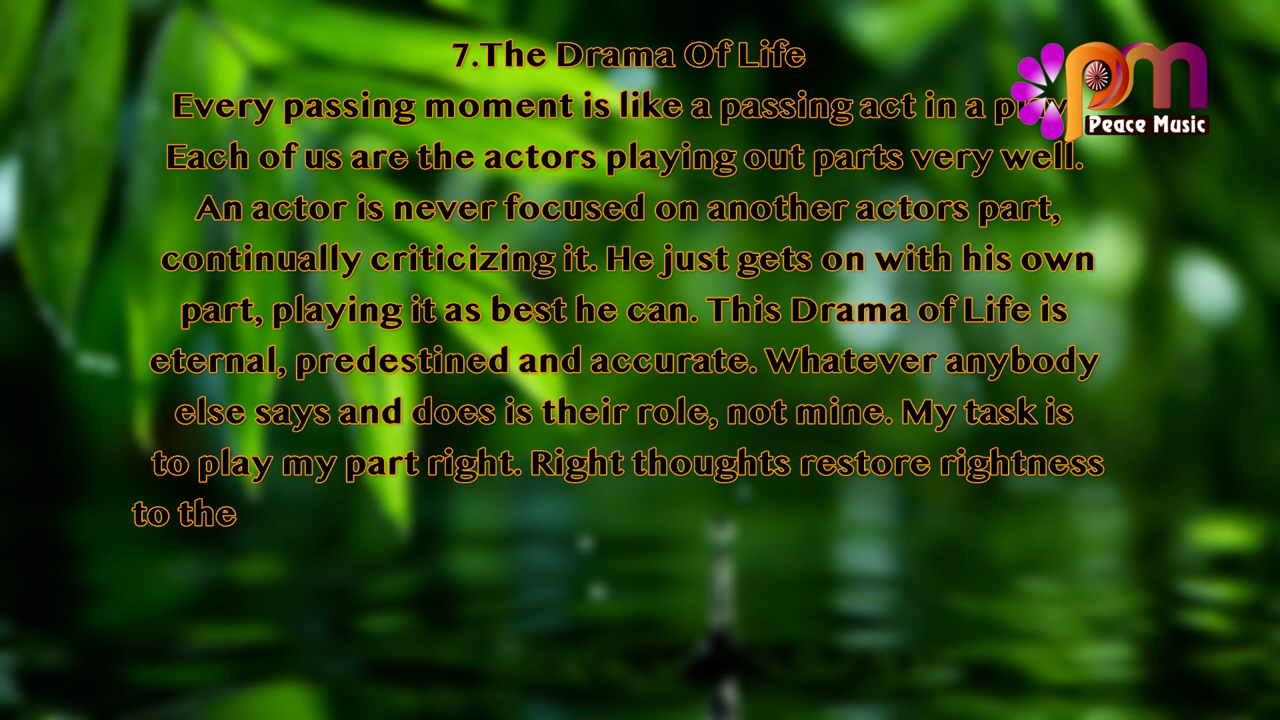 7.The Drama Of Life
Every passing moment is like a passing act in a
Each of us are the actors playing out parts very well.
An actor is never focused on another actors part,
continually criticizing it. He just gets on with his own
part, playing it as best he can. This Drama of Life is
eternal, predestined and accurate. Whatever anybody
else says and does is their role, not mine. My task is
to play my part right. Right thoughts restore rightness
to the
pm
Peace Music